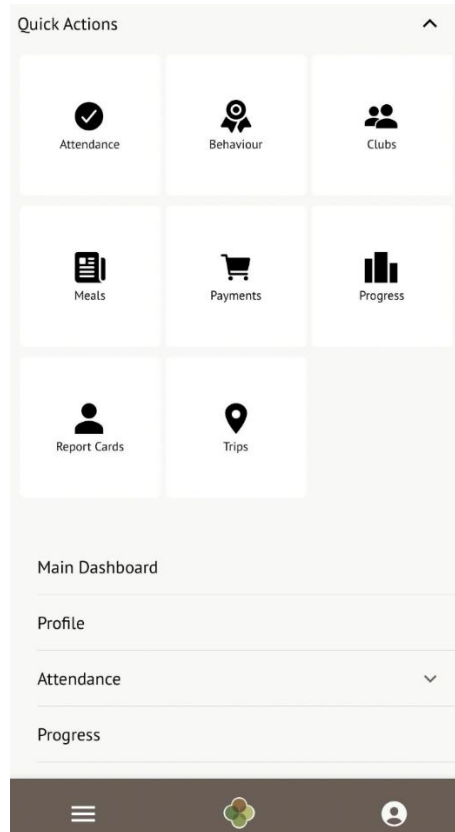 Quick Actions
Attendance
Behaviour
Clubs
Meals
Payments
Progress
Report Cards
Trips
Main Dashboard
Profile
Attendance
Progress